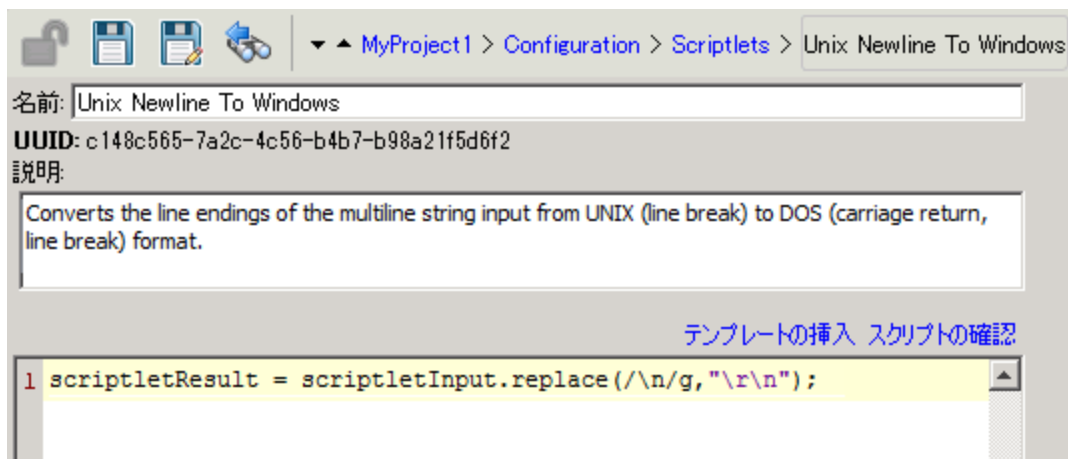 MyProject1 > Configuration > Scriptlets > Unix Newline To Windows
名前: Unix Newline To Windows
UUID: c148c565-7a2c-4c56-b4b7-b98a21f5d6f2
説明:
Converts the line endings of the multiline string input from UNIX (line break) to DOS (carriage return,
line break) format.
テンプレートの挿入 スクリプトの確認
1 scriptletResult = scriptletInput.replace(/\n/g,"\r\n");